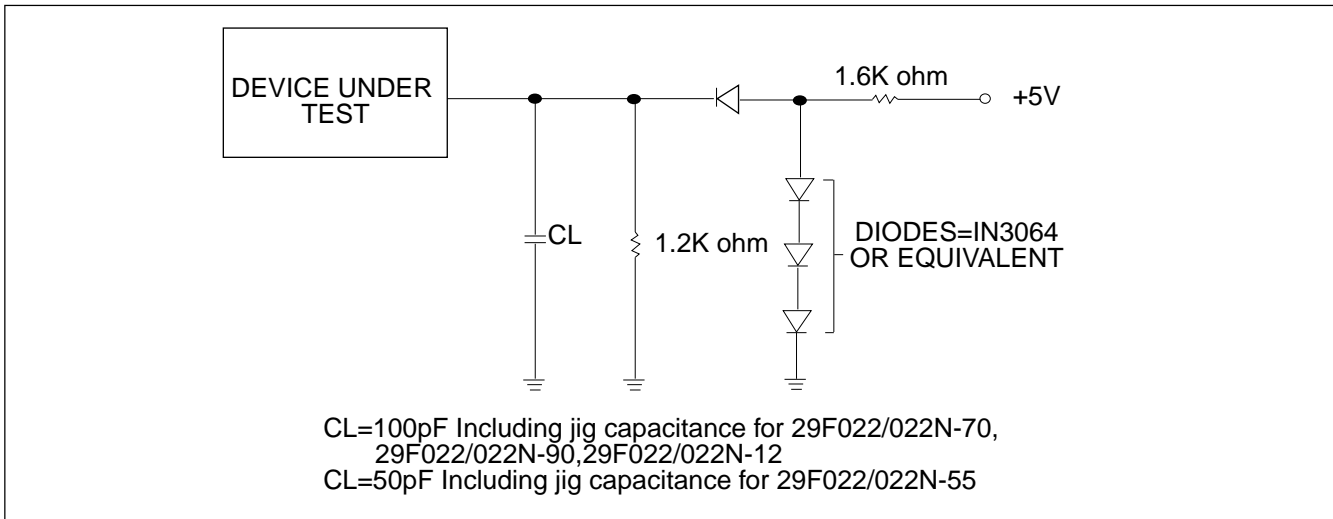 DEVICE UNDER
TEST
1.6K ohm
+5V
CL
1.2K ohm
DIODES=IN3064
OR EQUIVALENT
CL=100pF Including jig capacitance for 29F022/022N-70,
29F022/022N-90,29F022/022N-12
CL=50pF Including jig capacitance for 29F022/022N-55